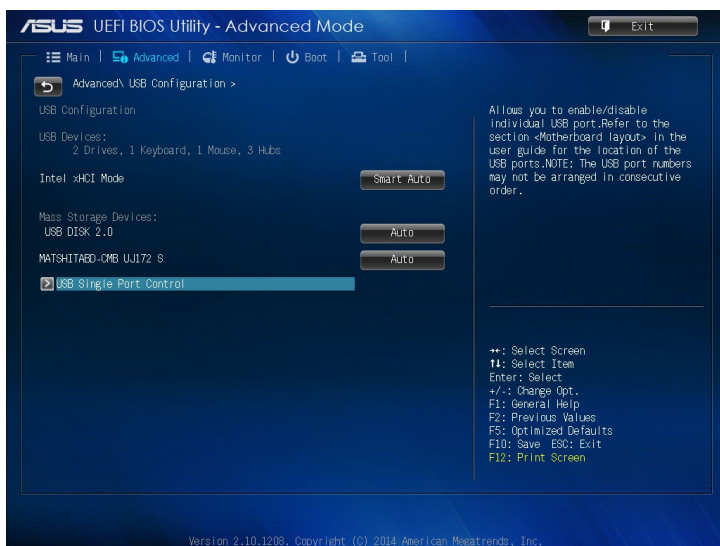 ASUS UEFI BIOS Utility - Advanced Mode
Exit
Main | Advanced | Monitor | Boot | Tool |
Advanced\ USB Configuration >
USB Configuration
USB Devices:
2 Drives, 1 Keyboard, 1 Mouse, 3 Hubs
Intel xHCI Mode
Smart Auto
Mass Storage Devices:
USB DISK 2.0
Auto
MATSHITABD-CMB UJ172 S
Auto
USB Single Port Control
Allows you to enable/disable
individual USB port.Refer to the
section <Motherboard layout> in the
user guide for the location of the
USB ports.NOTE: The USB port numbers
may not be arranged in consecutive
order.
→←: Select Screen
↑↓: Select Item
Enter: Select
+/-: Change Opt.
F1: General Help
F2: Previous Values
F5: Optimized Defaults
F10: Save ESC: Exit
F12: Print Screen
Version 2.10.1208. Copyright (C) 2014 American Megatrends, Inc.